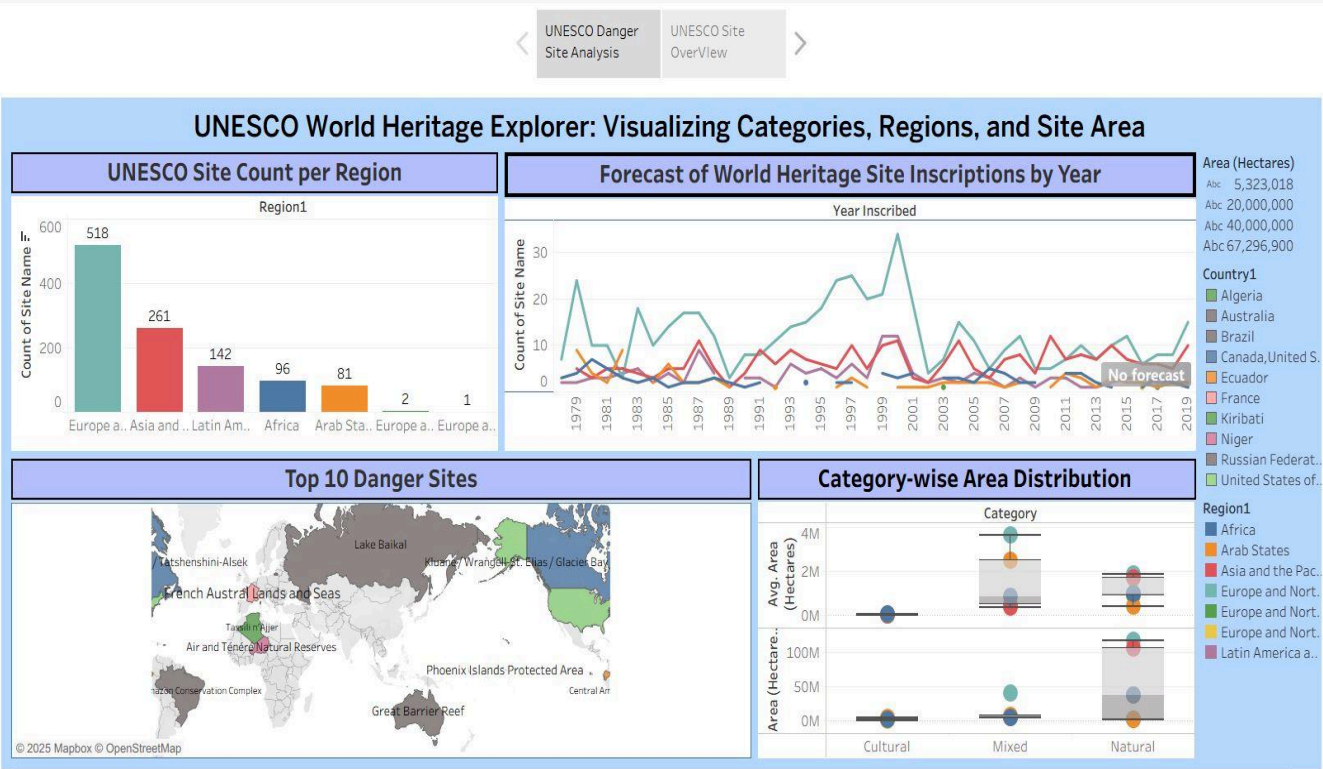 UNESCO Danger
Site Analysis
UNESCO Site
OverVIew
UNESCO World Heritage Explorer: Visualizing Categories, Regions, and Site Area
UNESCO Site Count per Region
Region1
Count of Site Name
600
400
200
0
518
261
142
96
81
2
1
Europe a..
Asia and ..
Latin Am..
Africa
Arab Sta..
Europe a..
Europe a..
Forecast of World Heritage Site Inscriptions by Year
Year Inscribed
Count of Site Name
30
20
10
0
No forecast
1979
1981
1983
1985
1987
1989
1991
1993
1995
1997
1999
2001
2003
2005
2007
2009
2011
2013
2015
2017
2019
Area (Hectares)
Abc 5,323,018
Abc 20,000,000
Abc 40,000,000
Abc 67,296,900
Country1
Algeria
Australia
Brazil
Canada,United S.
Ecuador
France
Kiribati
Niger
Russian Federat..
United States of..
Region1
Africa
Arab States
Asia and the Pac..
Europe and Nort..
Europe and Nort..
Europe and Nort..
Latin America a..
Top 10 Danger Sites
Lake Baikal
/ Tatshenshini-Alsek
Kluane / Wrangell-St. Elias / Glacier Bay
French Austral Lands and Seas
Tassili n'Ajjer
Air and Ténéré Natural Reserves
Phoenix Islands Protected Area
Conservation Complex
Central Am
Great Barrier Reef
© 2025 Mapbox © OpenStreetMap
Category-wise Area Distribution
Category
Avg. Area
(Hectares)
4M
2M
0M
Area (Hectare..
100M
50M
0M
Cultural
Mixed
Natural